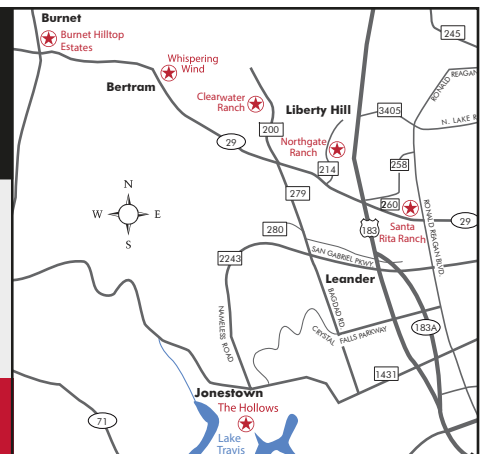 Burnet
Burnet Hilltop
Estates
245
Whispering
Wind
RONALD REAGAN
Bertram
Clearwater
Ranch
Liberty Hill
3405
N. LAKE R
200
29
Northgate
Ranch
214
258
279
260
N
W
E
S
Santa
Rita Ranch
29
183
RONALD REAGAN BLVD.
280
2243
SAN GABRIEL PKWY.
Leander
BAGDAD RD.
NAMELESS ROAD
CRYSTAL FALLS PARKWAY
183A
1431
Jonestown
The Hollows
71
Lake
Travis